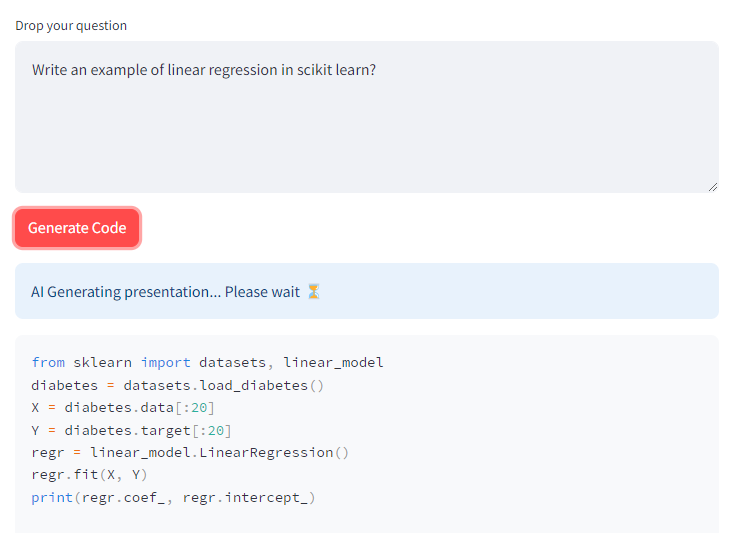 Drop your question
Write an example of linear regression in scikit learn?
Generate Code
AI Generating presentation... Please wait ⏳
from sklearn import datasets, linear_model
diabetes = datasets.load_diabetes()
X = diabetes.data[:20]
Y = diabetes.target[:20]
regr = linear_model.LinearRegression()
regr.fit(X, Y)
print(regr.coef_, regr.intercept_)